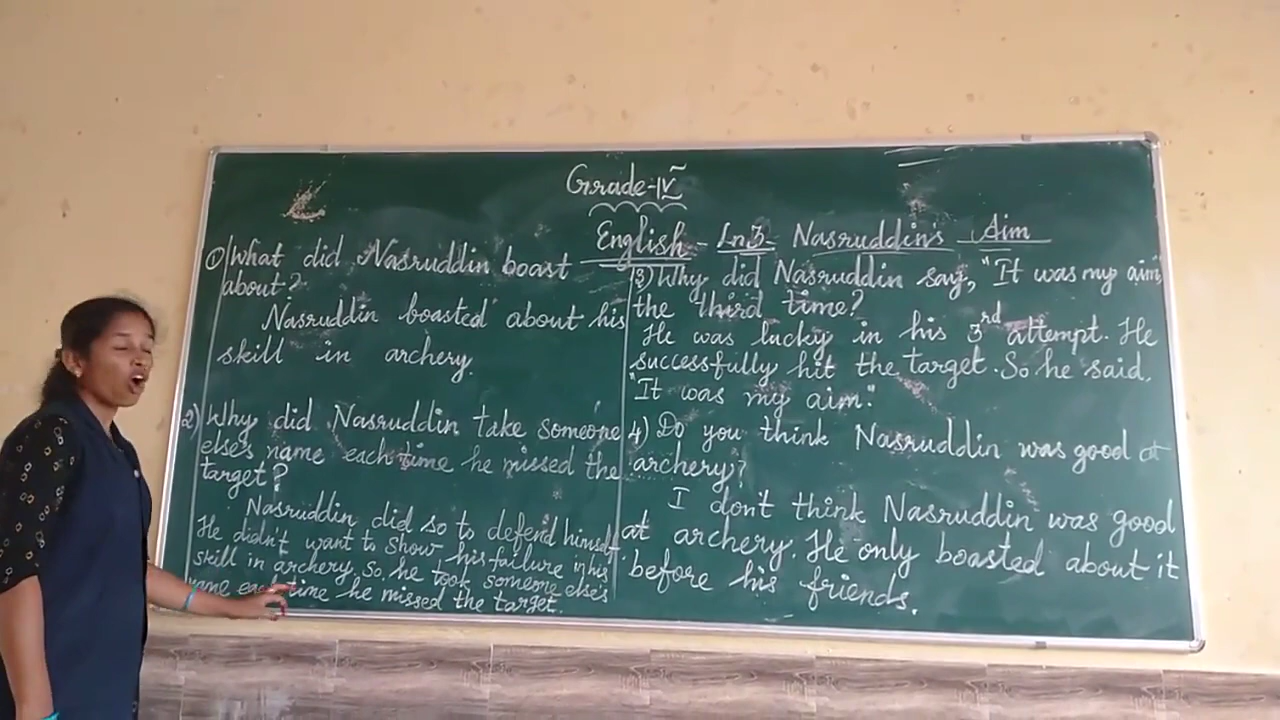 Grade-IV
English - Ln 3 - Nasruddin's Aim
1) What did Nasruddin boast
about?
Nasruddin boasted about his
skill in archery.
2) Why did Nasruddin take someone
else's name each time he missed the
target?
Nasruddin did so to defend himself.
He didn't want to show his failure in his
skill in archery. So, he took someone else's
name each time he missed the target.
3) Why did Nasruddin say, "It was my aim"
the third time?
He was lucky in his 3rd attempt. He
successfully hit the target. So he said,
"It was my aim."
4) Do you think Nasruddin was good at
archery?
I don't think Nasruddin was good
at archery. He only boasted about it
before his friends.